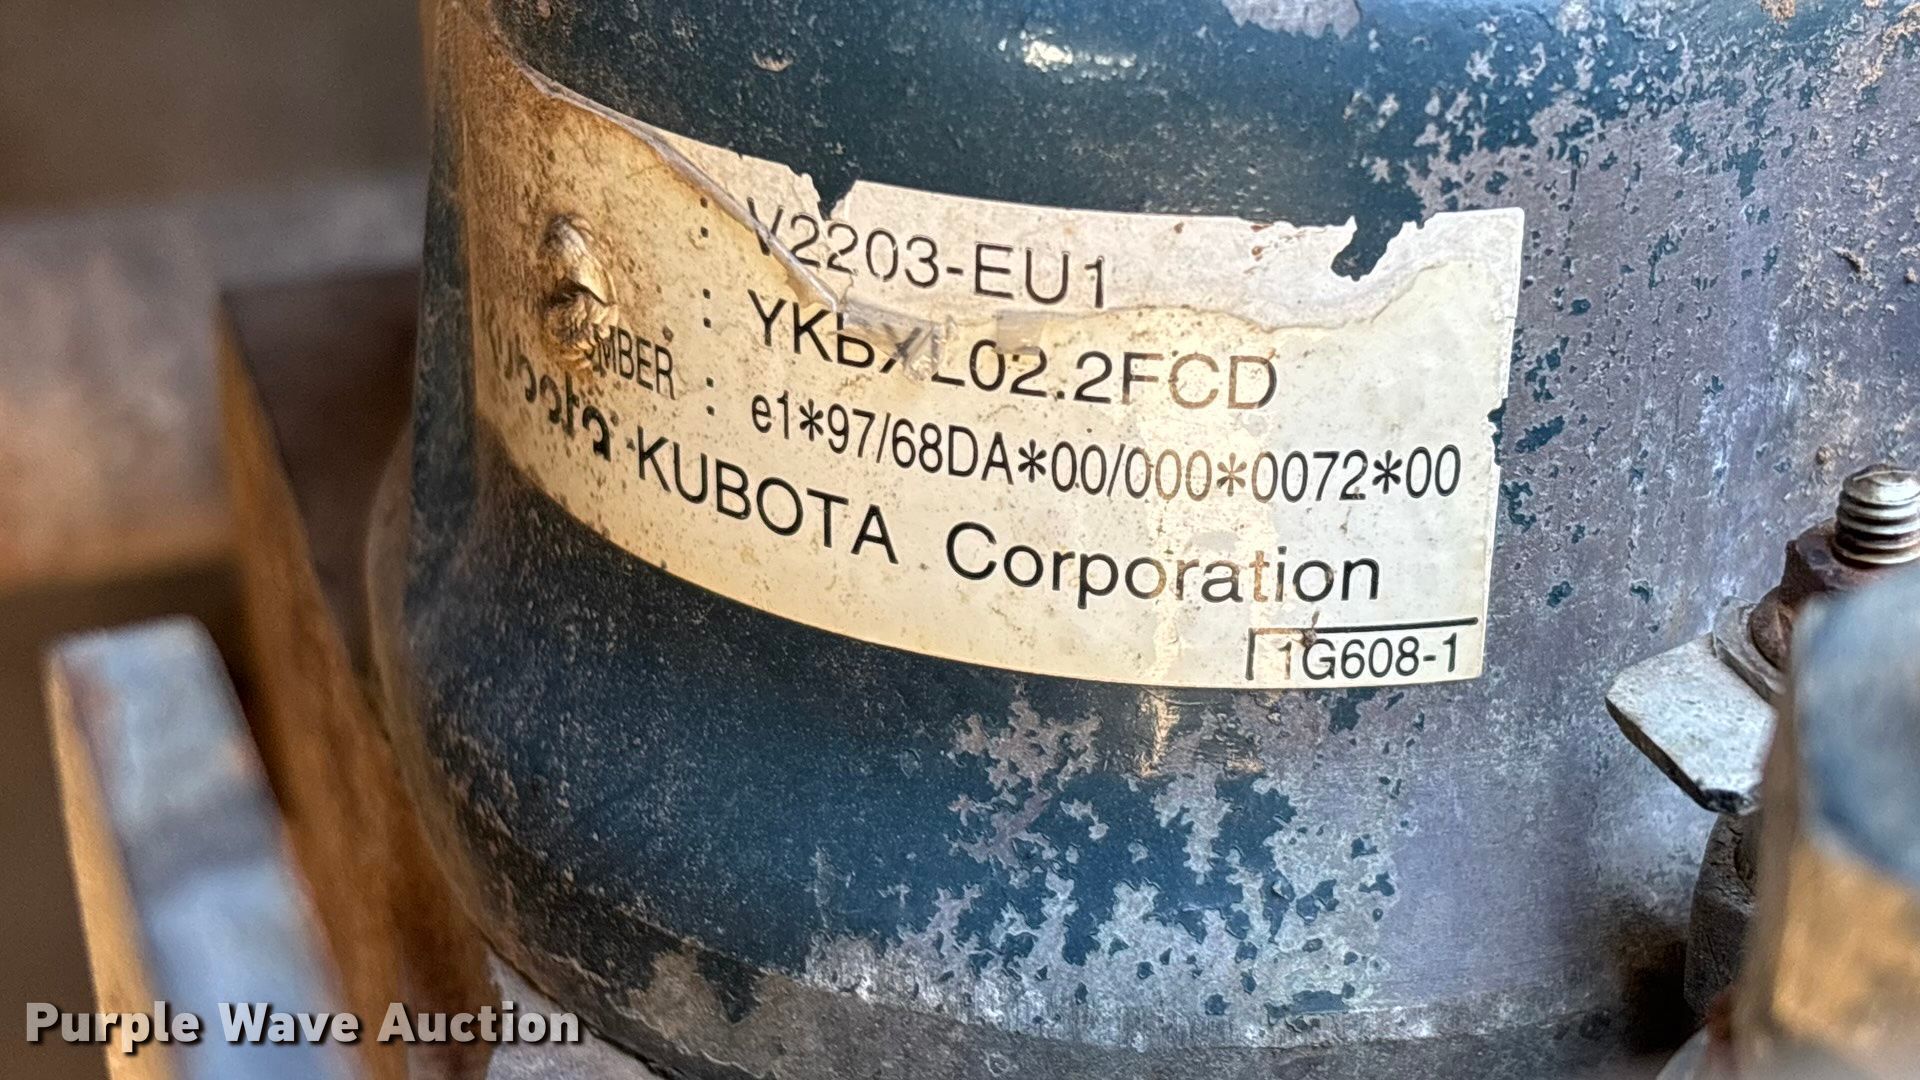 : V2203-EU1
: YKBXL02.2FCD
MBER : e1*97/68DA*00/000*0072*00
Kubota KUBOTA Corporation
1G608-1
Purple Wave Auction